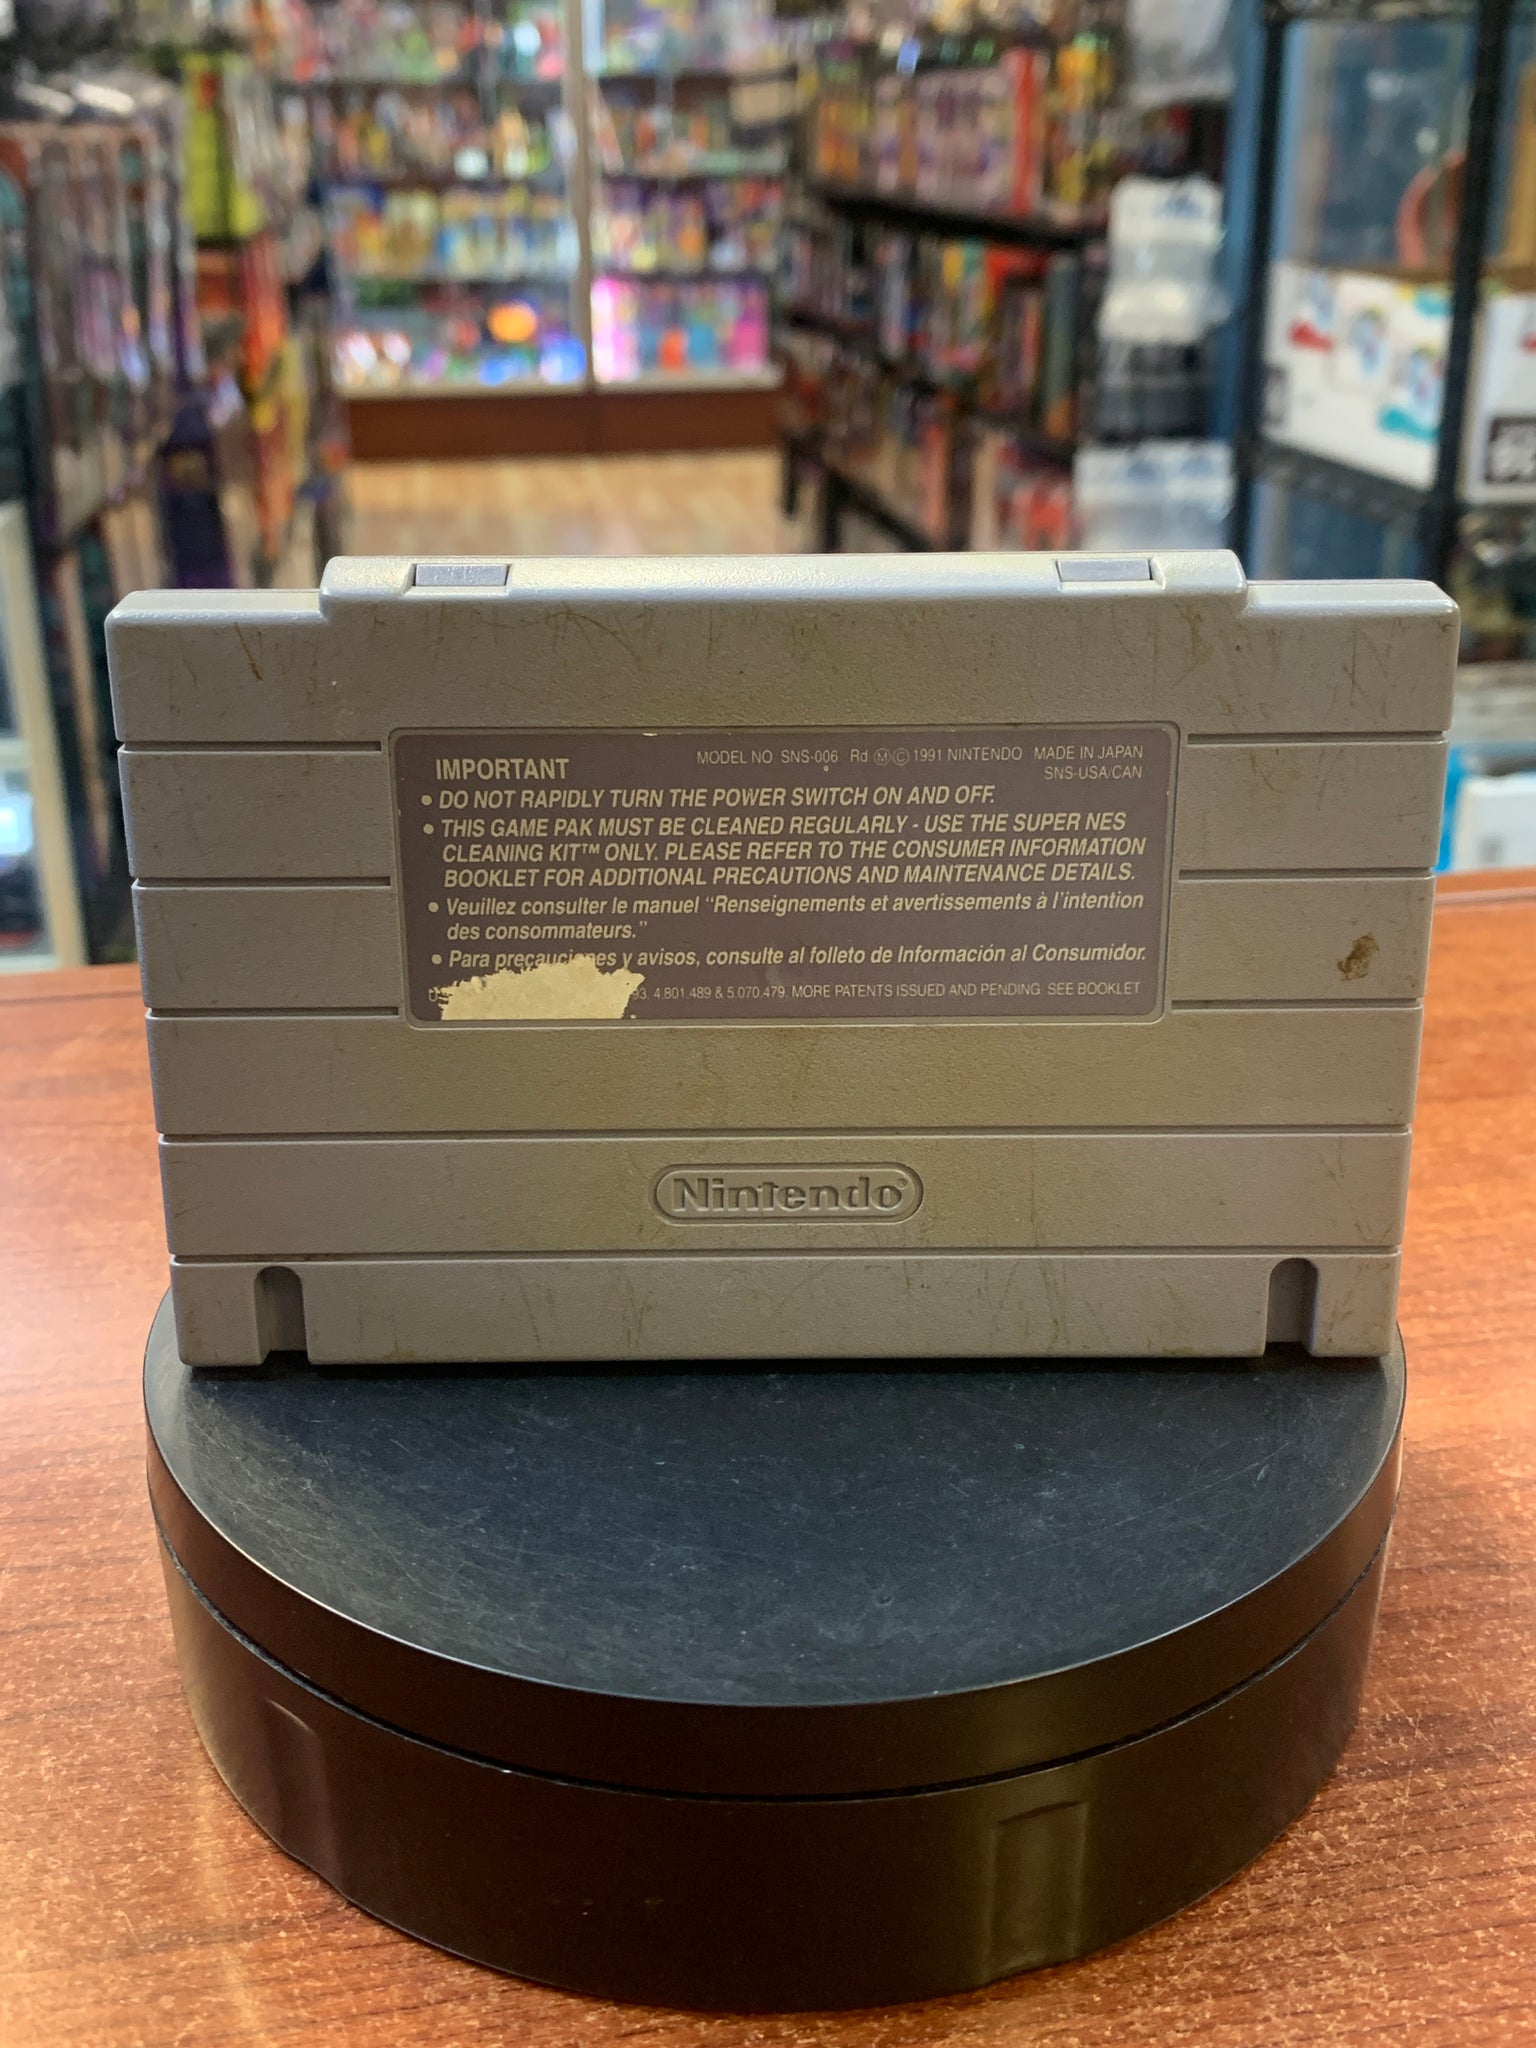 IMPORTANT
MODEL NO SNS-006 Rd ⓂⒸ 1991 NINTENDO MADE IN JAPAN
SNS-USA/CAN
• DO NOT RAPIDLY TURN THE POWER SWITCH ON AND OFF.
• THIS GAME PAK MUST BE CLEANED REGULARLY - USE THE SUPER NES
CLEANING KIT™ ONLY. PLEASE REFER TO THE CONSUMER INFORMATION
BOOKLET FOR ADDITIONAL PRECAUTIONS AND MAINTENANCE DETAILS.
• Veuillez consulter le manuel "Renseignements et avertissements à l'intention
des consommateurs."
• Para precauciones y avisos, consulte al folleto de Información al Consumidor.
93, 4.801.489 & 5.070.479. MORE PATENTS ISSUED AND PENDING SEE BOOKLET
Nintendo®